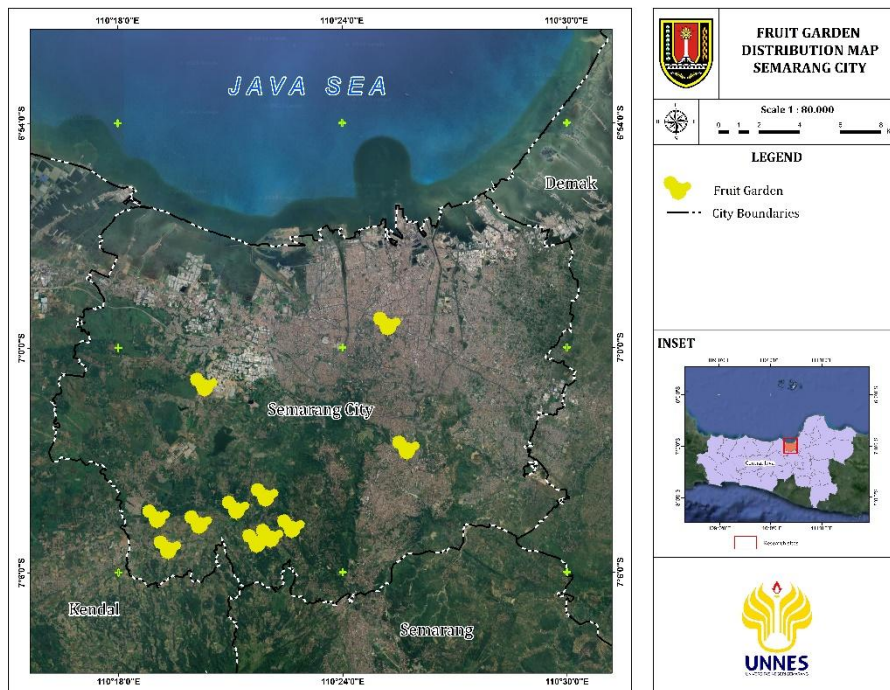 110°18'0"E
110°24'0"E
110°30'0"E
6°54'0"S
6°54'0"S
7°0'0"S
7°0'0"S
7°6'0"S
7°6'0"S
110°18'0"E
110°24'0"E
110°30'0"E
JAVA SEA
Demak
Semarang City
Kendal
Semarang
FRUIT GARDEN
DISTRIBUTION MAP
SEMARANG CITY
Scale 1 : 80.000
0 1 2 4 6 8
LEGEND
Fruit Garden
City Boundaries
INSET
UNNES